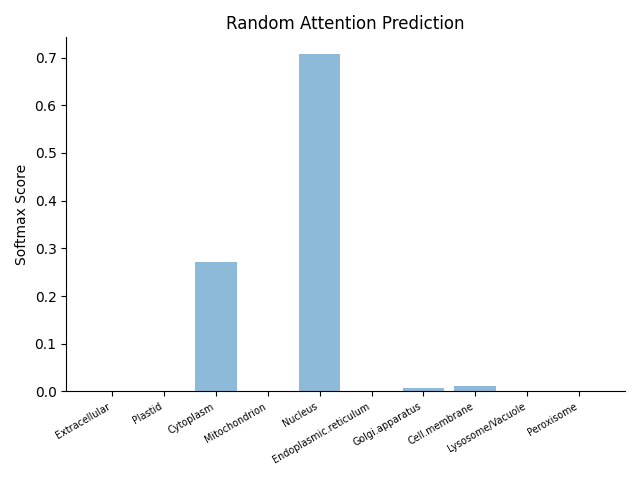 Random Attention Prediction
Softmax Score
0.7
0.6
0.5
0.4
0.3
0.2
0.1
0.0
Extracellular
Plastid
Cytoplasm
Mitochondrion
Nucleus
Endoplasmic.reticulum
Golgi.apparatus
Cell.membrane
Lysosome/Vacuole
Peroxisome